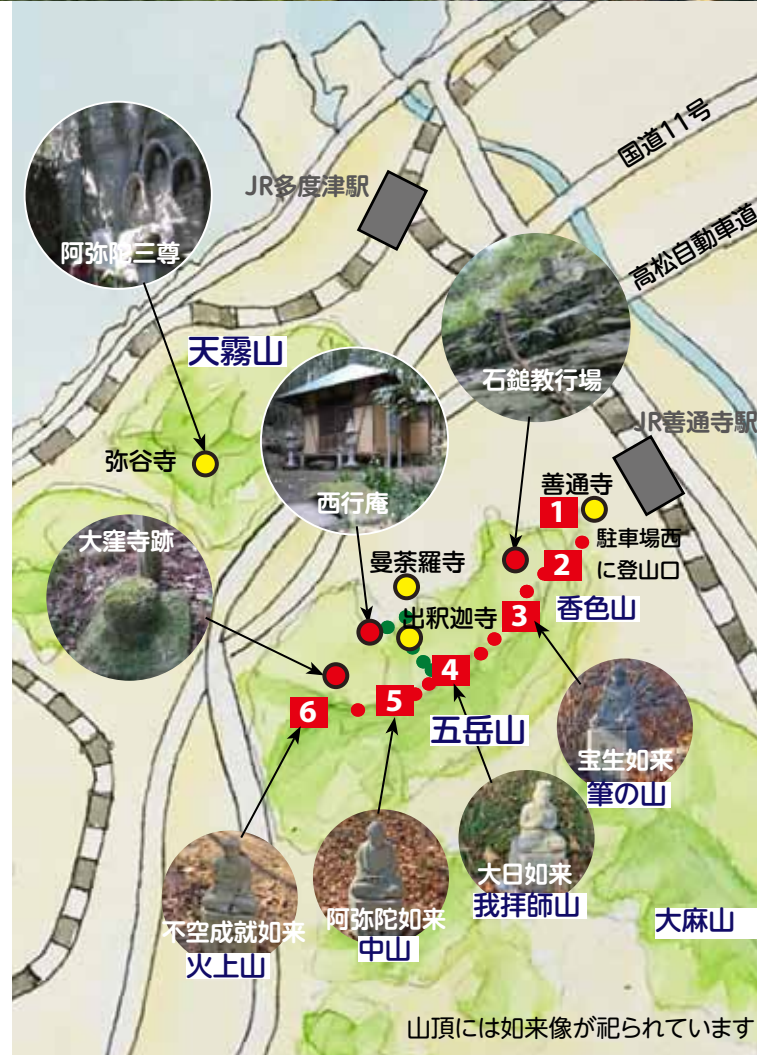 国道11号
JR多度津駅
高松自動車道
阿弥陀三尊
天霧山
石鎚教行場
JR善通寺駅
弥谷寺
善通寺
西行庵
1
駐車場西
に登山口
大窪寺跡
曼荼羅寺
2
香色山
出釈迦寺
3
4
5
6
五岳山
宝生如来
筆の山
大日如来
我拝師山
阿弥陀如来
中山
不空成就如来
火上山
大麻山
山頂には如来像が祀られています